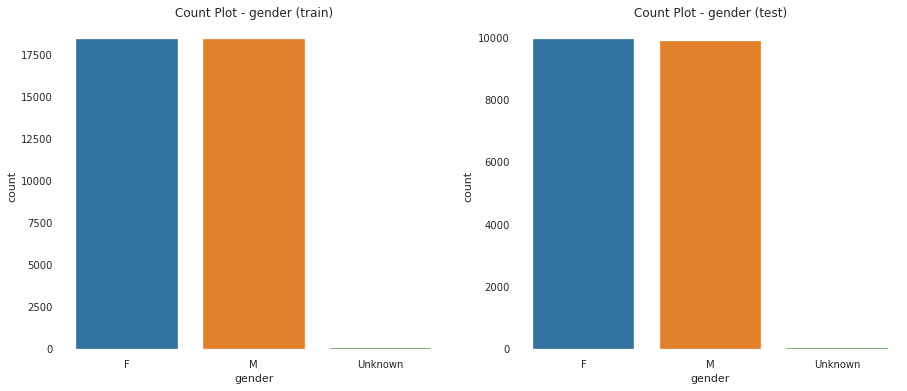 Count Plot - gender (train)
17500
15000
12500
10000
7500
5000
2500
0
count
F M Unknown
gender
Count Plot - gender (test)
10000
8000
6000
4000
2000
0
count
F M Unknown
gender